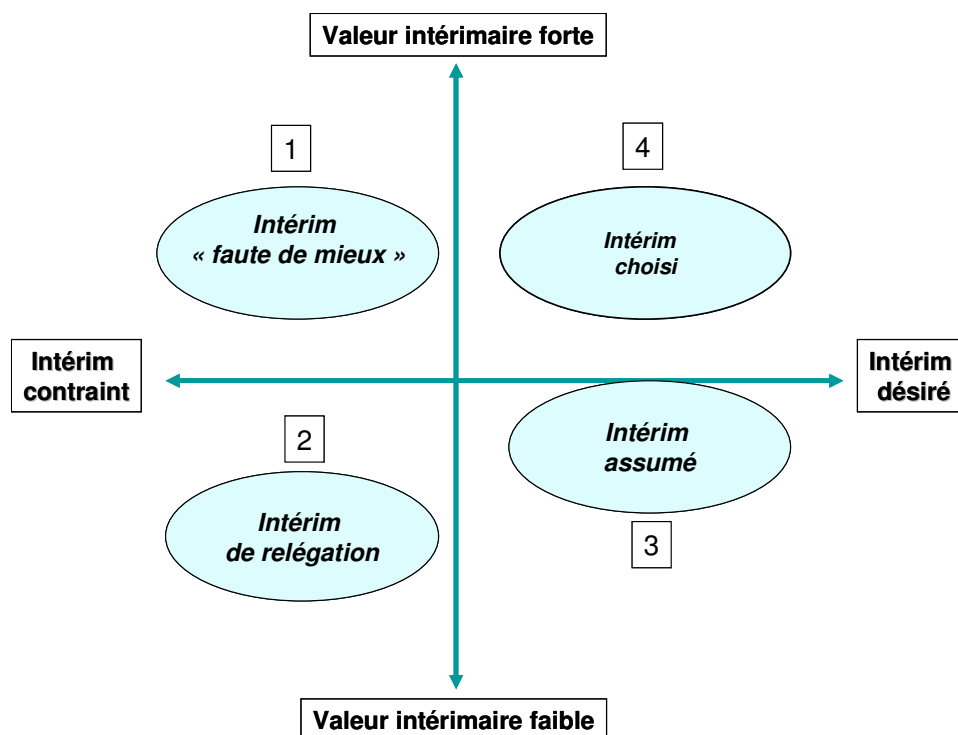 Valeur intérimaire forte
1
4
Intérim
« faute de mieux »
Intérim
choisi
Intérim
contraint
Intérim
désiré
2
Intérim
assumé
Intérim
de relégation
3
Valeur intérimaire faible